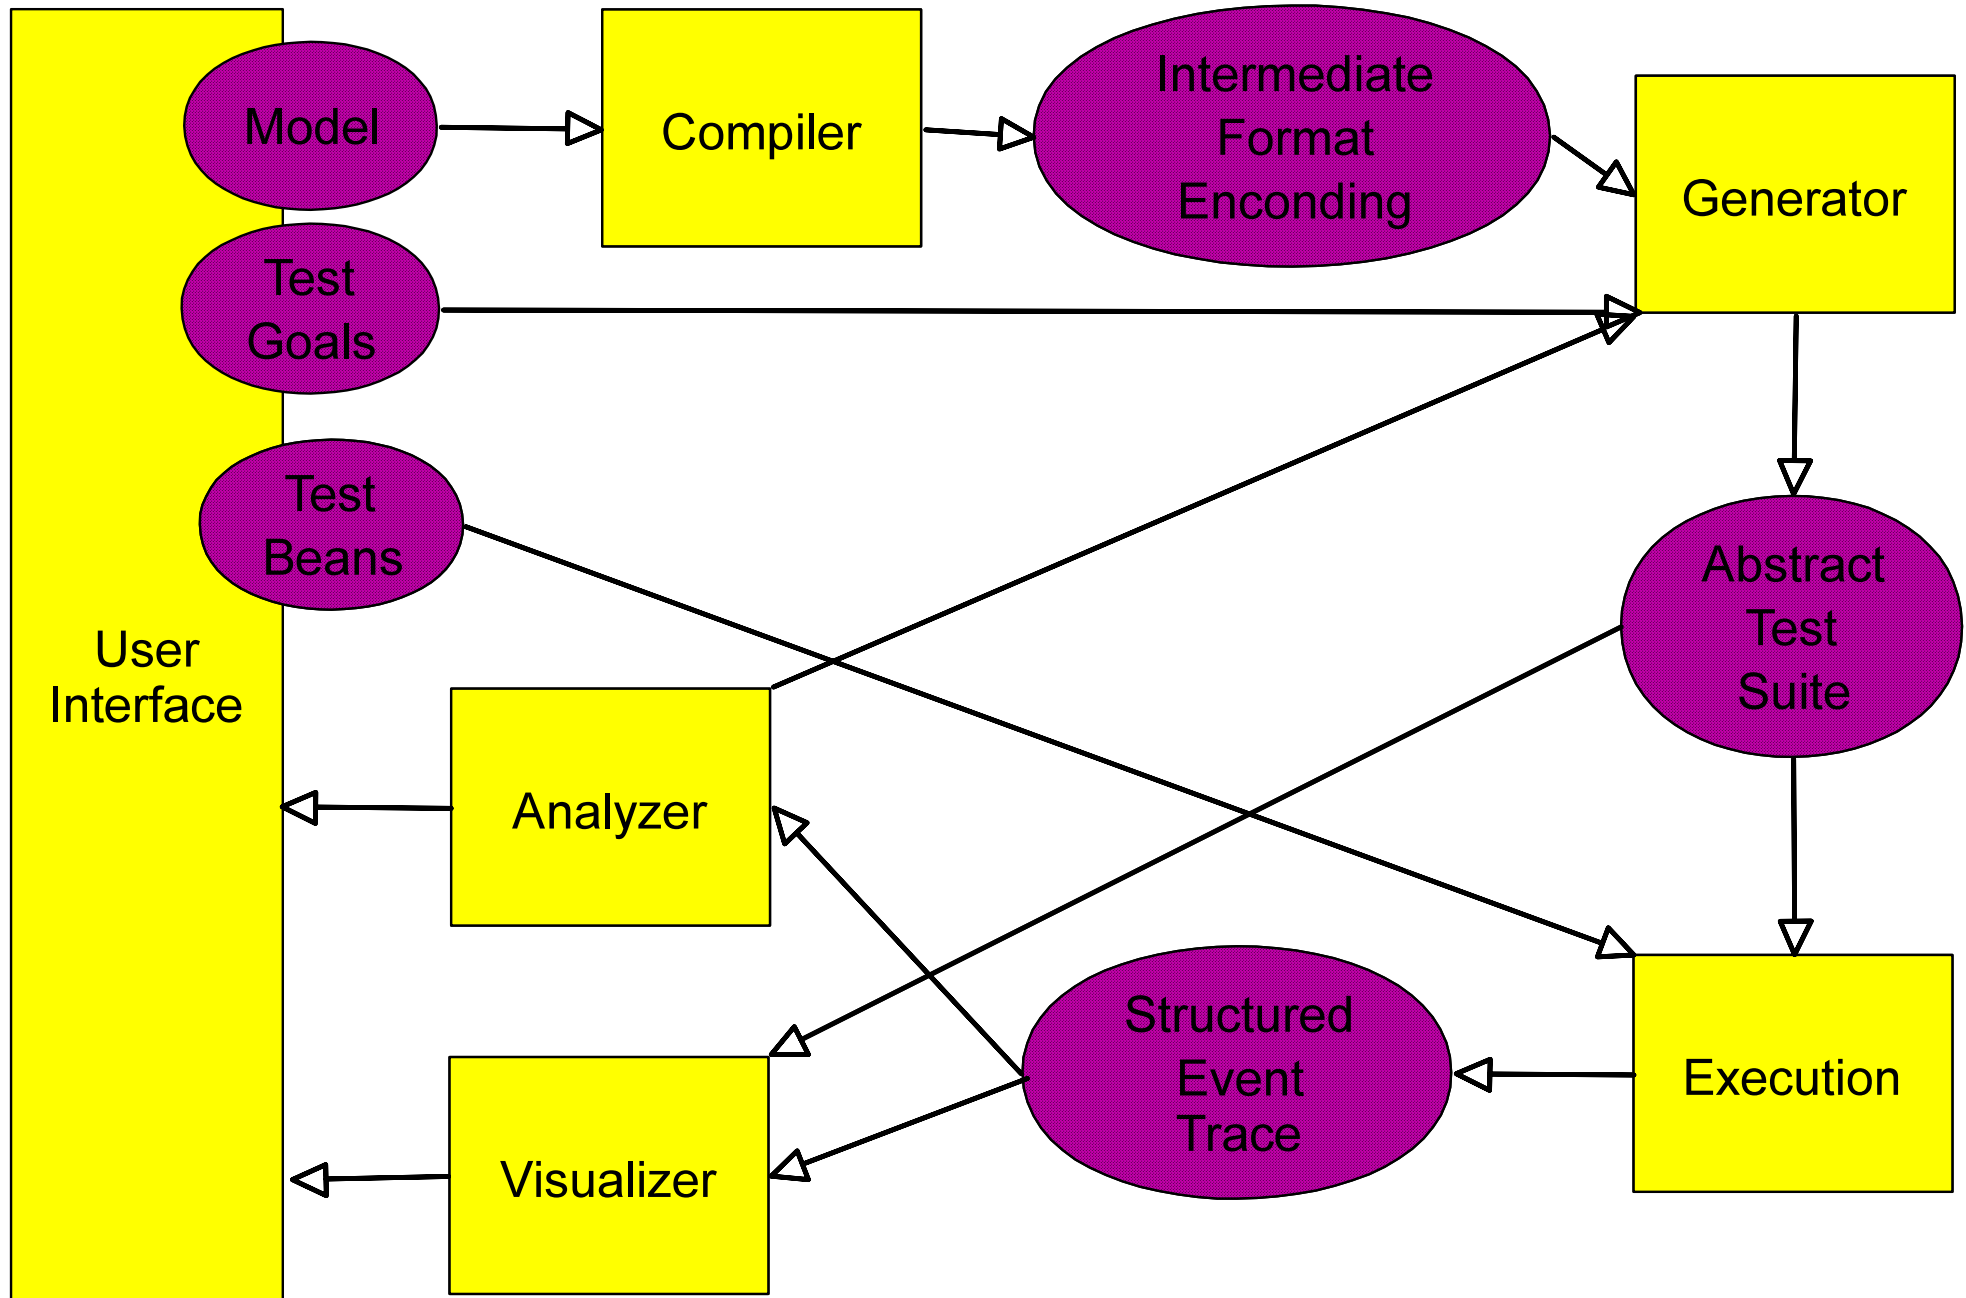 Model
Compiler
Intermediate
Format
Enconding
Generator
Test
Goals
Test
Beans
Abstract
Test
Suite
User
Interface
Analyzer
Structured
Event
Trace
Execution
Visualizer